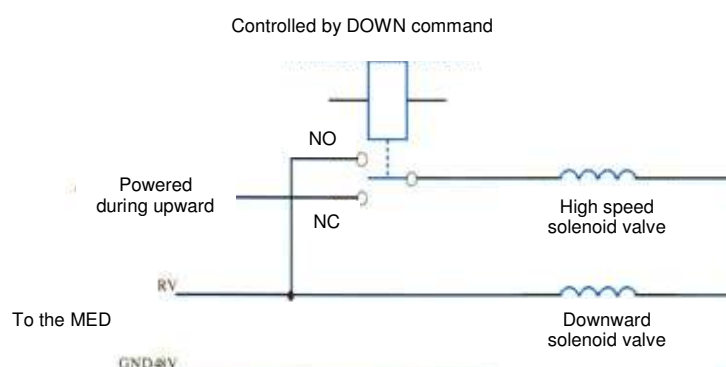 Controlled by DOWN command
NO
Powered
during upward
NC
High speed
solenoid valve
RV
To the MED
Downward
solenoid valve
GND48V